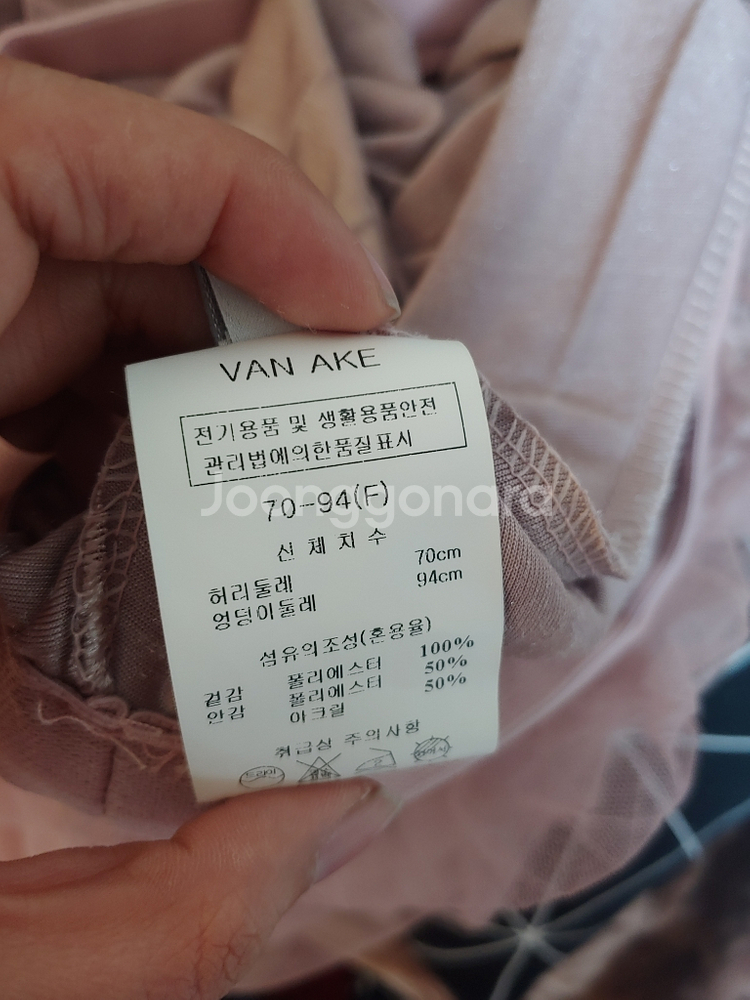 VAN AKE
전기용품 및 생활용품안전
관리법에의한품질표시
70-94(F)
신 체 치 수
허리둘레 70cm
엉덩이둘레 94cm
섬유의조성(혼용율)
겉감 폴리에스터 100%
안감 폴리에스터 50%
아크릴 50%
취급상 주의사항
드라이
Joonggonara